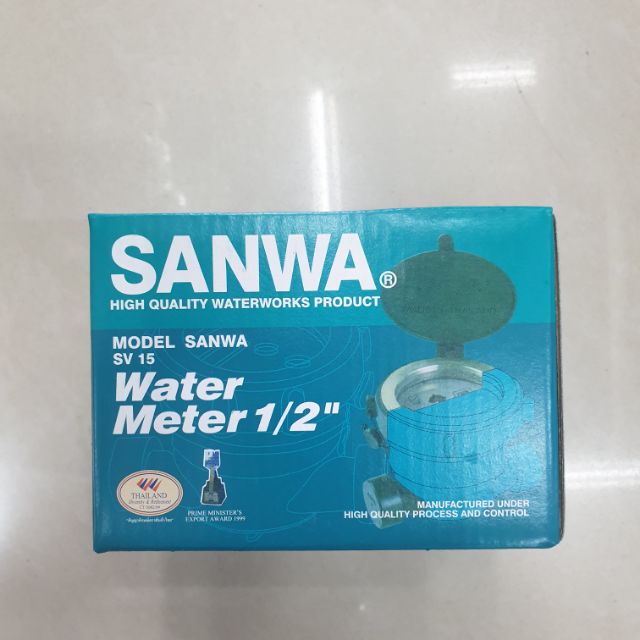 SANWA®
HIGH QUALITY WATERWORKS PRODUCT
MODEL SANWA
SV 15
Water
Meter 1/2"
THAILAND
PRIME MINISTER'S
EXPORT AWARD 1999
MANUFACTURED UNDER
HIGH QUALITY PROCESS AND CONTROL